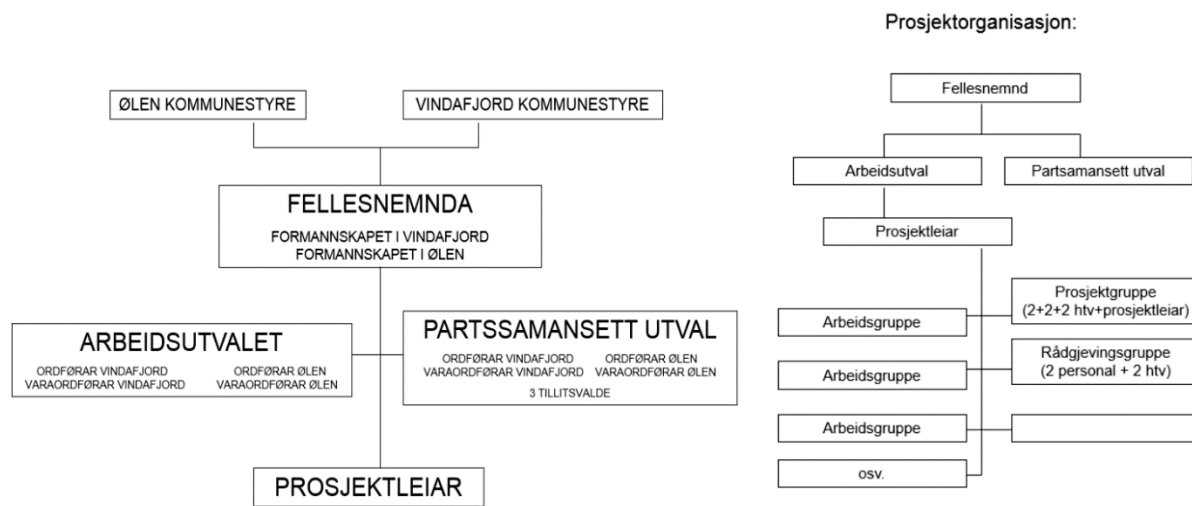 ØLEN KOMMUNESTYRE
VINDAFJORD KOMMUNESTYRE
FELLESNEMNDA
FORMANNSKAPET I VINDAFJORD
FORMANNSKAPET I ØLEN
ARBEIDSUTVALET
ORDFØRAR VINDAFJORD ORDFØRAR ØLEN
VARAORDFØRAR VINDAFJORD VARAORDFØRAR ØLEN
PARTSSAMANSETT UTVAL
ORDFØRAR VINDAFJORD ORDFØRAR ØLEN
VARAORDFØRAR VINDAFJORD VARAORDFØRAR ØLEN
3 TILLITSVALDE
PROSJEKTLEIAR
Prosjektorganisasjon:
Fellesnemnd
Arbeidsutval
Partsamansett utval
Prosjektleiar
Prosjektgruppe
(2+2+2 htv+prosjektleiar)
Arbeidsgruppe
Rådgjevingsgruppe
(2 personal + 2 htv)
Arbeidsgruppe
Arbeidsgruppe
osv.